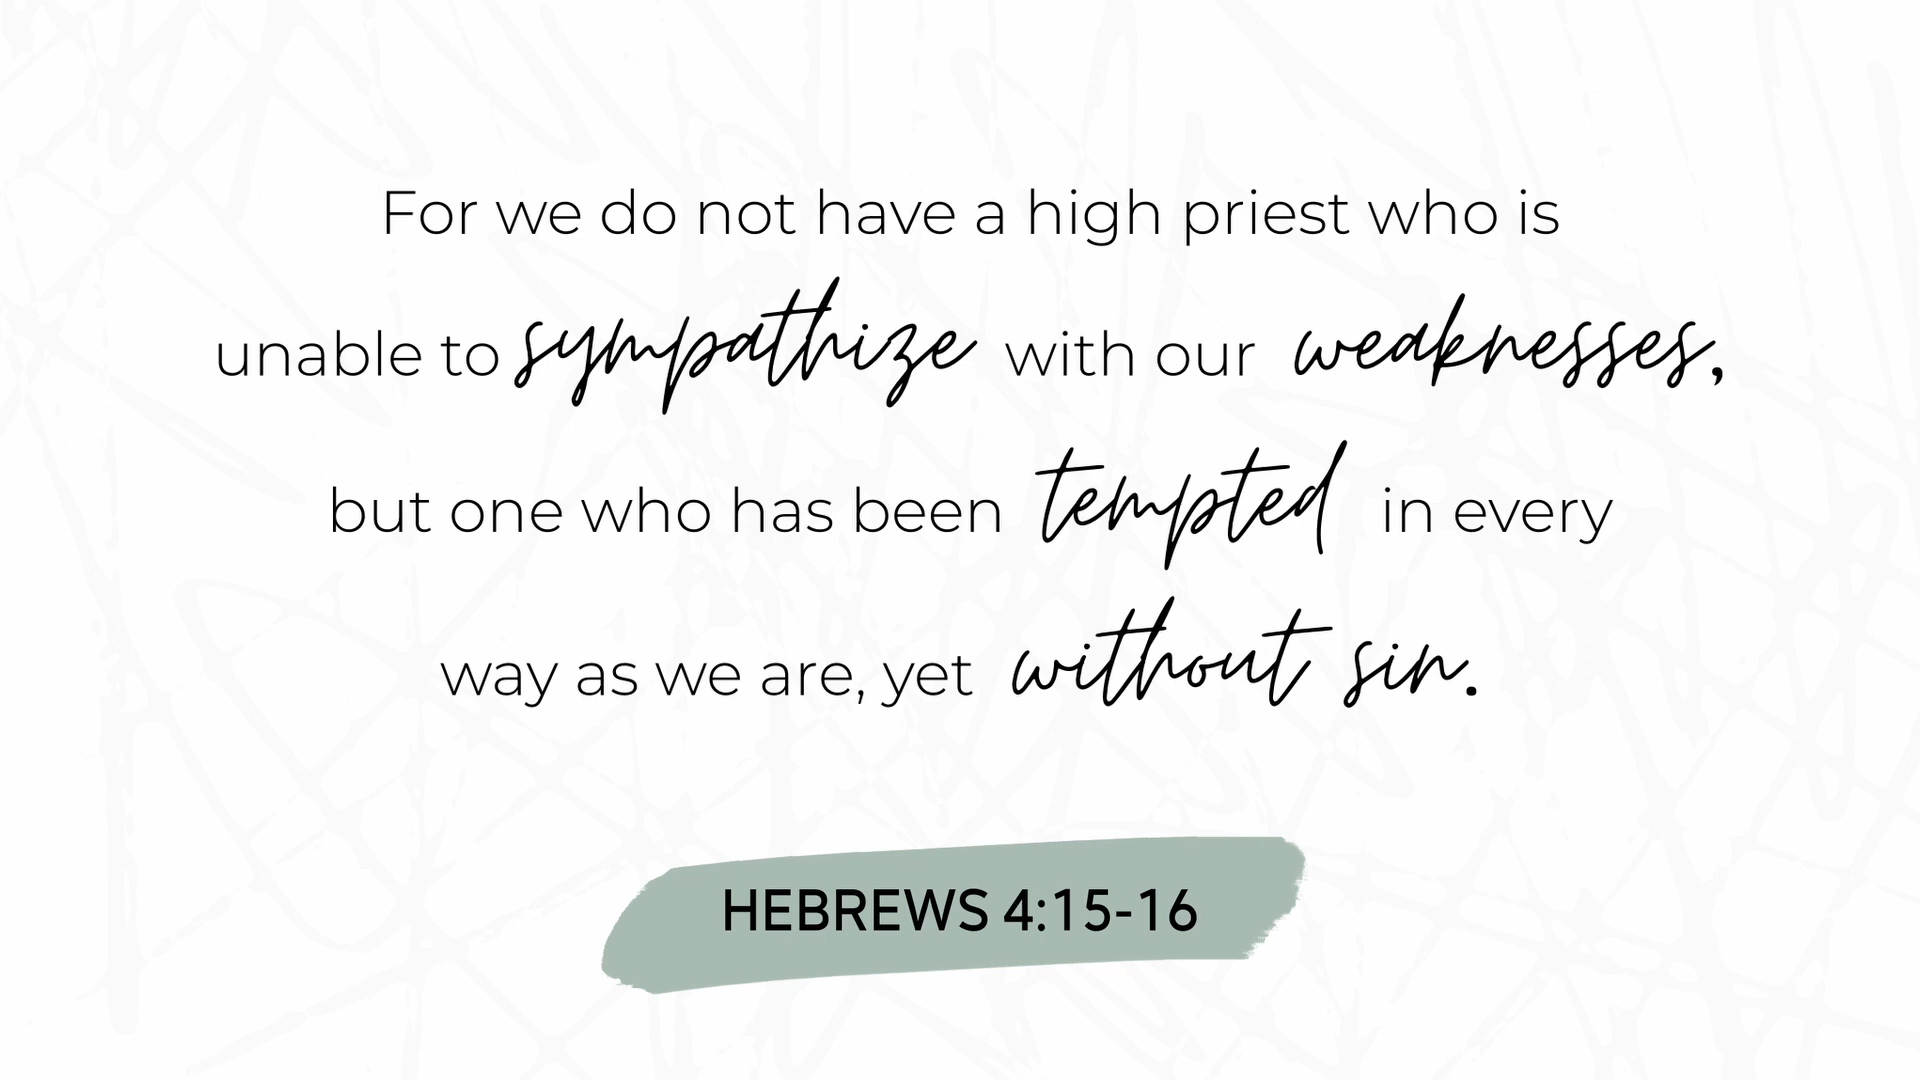 For we do not have a high priest who is
unable to sympathize with our weaknesses,
but one who has been tempted in every
way as we are, yet without sin.
HEBREWS 4:15-16